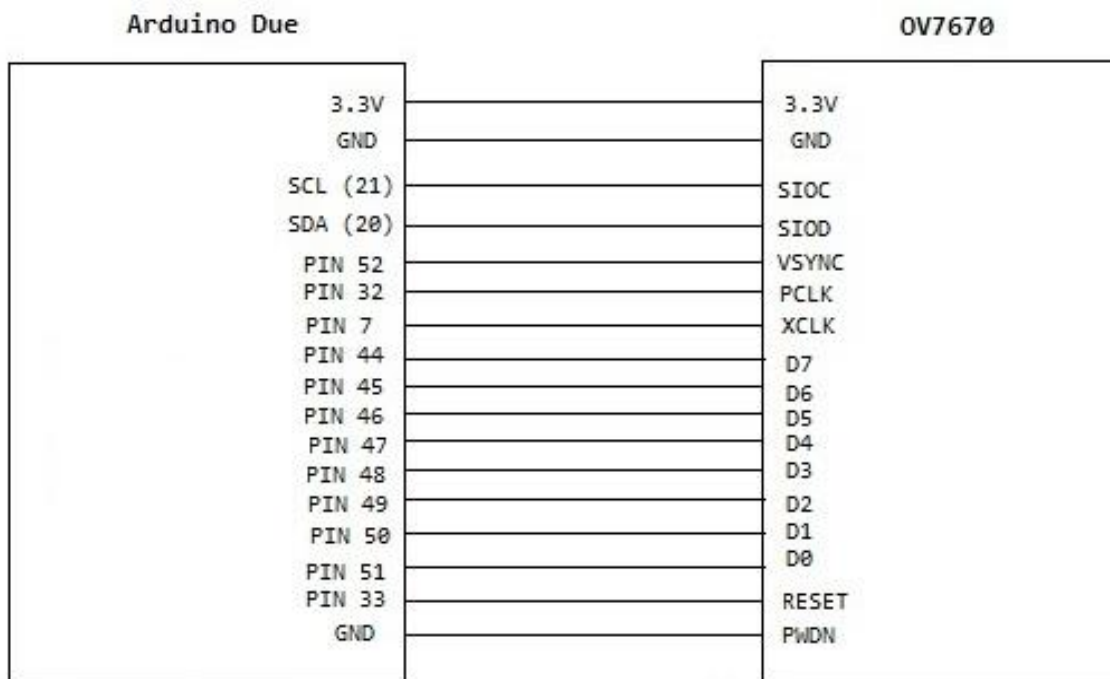 Arduino Due
OV7670
3.3V
3.3V
GND
GND
SCL (21)
SIOC
SDA (20)
SIOD
PIN 52
VSYNC
PIN 32
PCLK
PIN 7
XCLK
PIN 44
D7
PIN 45
D6
PIN 46
D5
PIN 47
D4
PIN 48
D3
PIN 49
D2
PIN 50
D1
PIN 51
D0
PIN 33
RESET
GND
PWDN